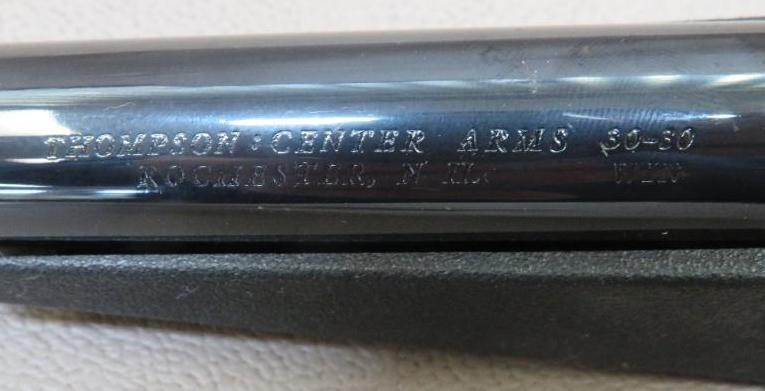 THOMPSON : CENTER ARMS 30-30
ROCHESTER, N. H. WIN